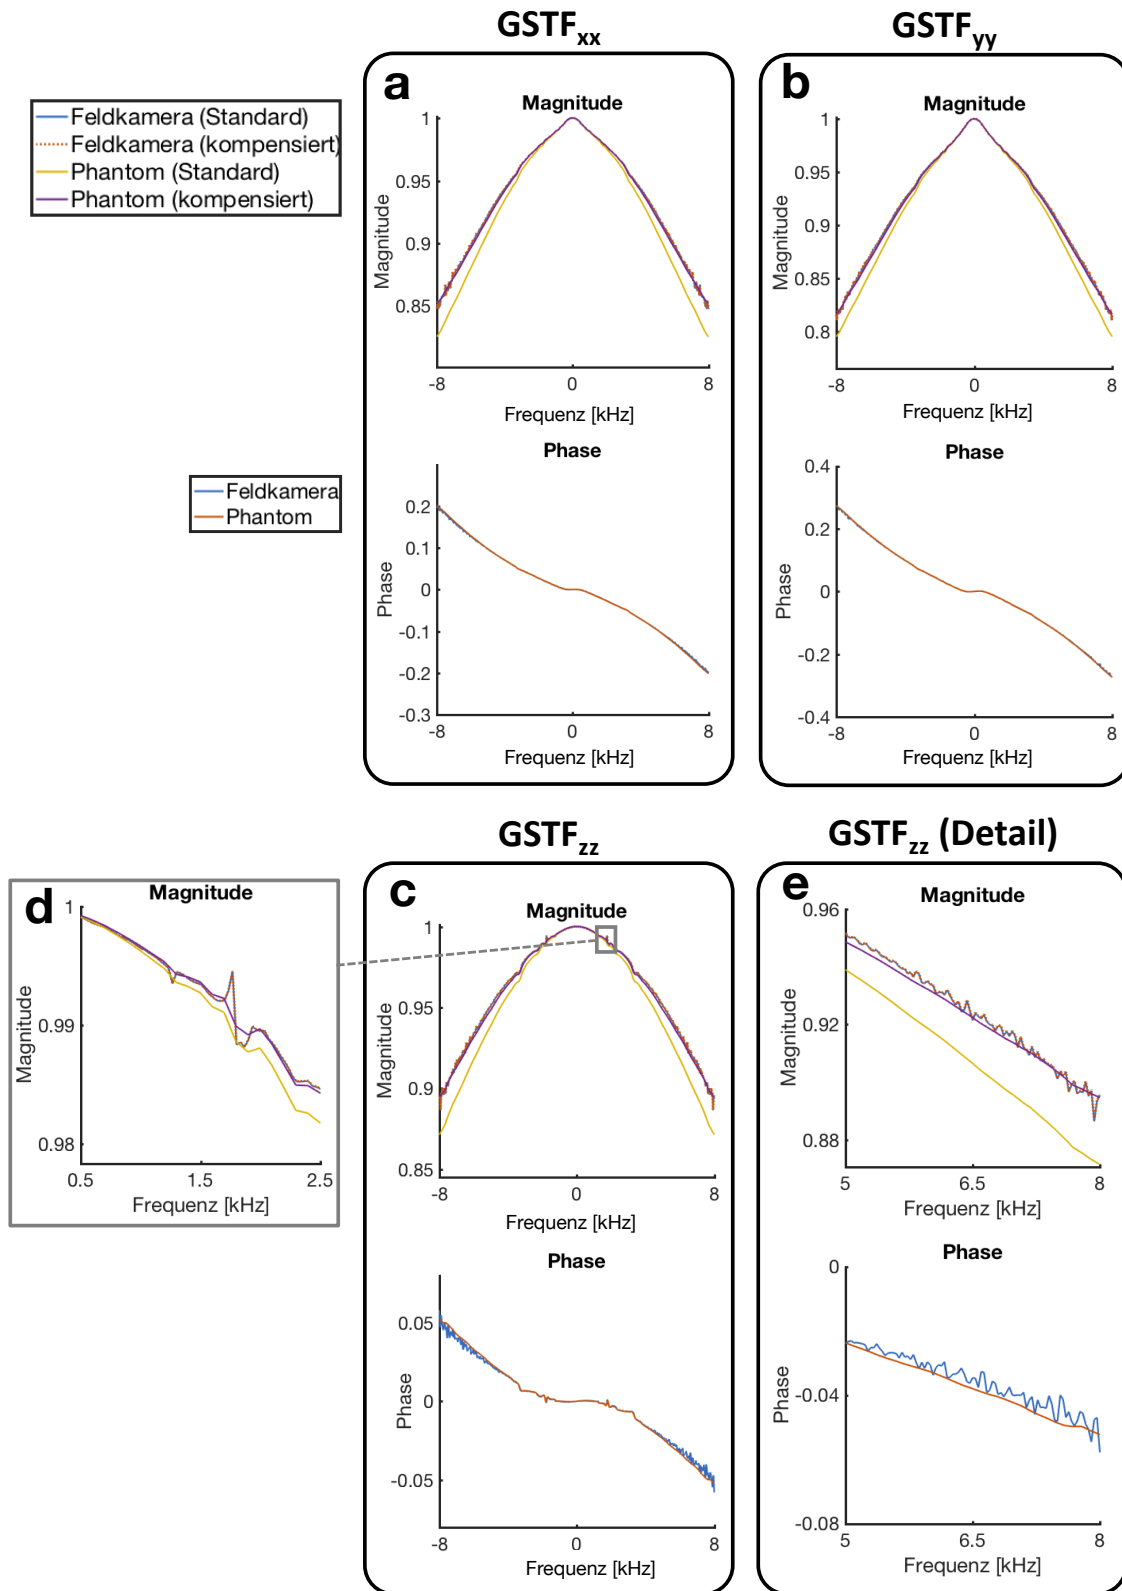 GSTFxx
GSTFyy
Feldkamera (Standard)
Feldkamera (kompensiert)
Phantom (Standard)
Phantom (kompensiert)
a
Magnitude
1
0.95
0.9
0.85
Magnitude
-8
0
8
Frequenz [kHz]
b
Magnitude
1
0.95
0.9
0.85
0.8
Magnitude
-8
0
8
Frequenz [kHz]
Feldkamera
Phantom
Phase
0.2
0.1
0
-0.1
-0.2
-0.3
Phase
-8
0
8
Frequenz [kHz]
Phase
0.4
0.2
0
-0.2
-0.4
Phase
-8
0
8
Frequenz [kHz]
GSTFzz
GSTFzz (Detail)
d
Magnitude
1
0.99
0.98
Magnitude
0.5
1.5
2.5
Frequenz [kHz]
c
Magnitude
1
0.95
0.9
0.85
Magnitude
-8
0
8
Frequenz [kHz]
e
Magnitude
0.96
0.92
0.88
Magnitude
5
6.5
8
Frequenz [kHz]
Phase
0.05
0
-0.05
Phase
-8
0
8
Frequenz [kHz]
Phase
0
-0.04
-0.08
Phase
5
6.5
8
Frequenz [kHz]